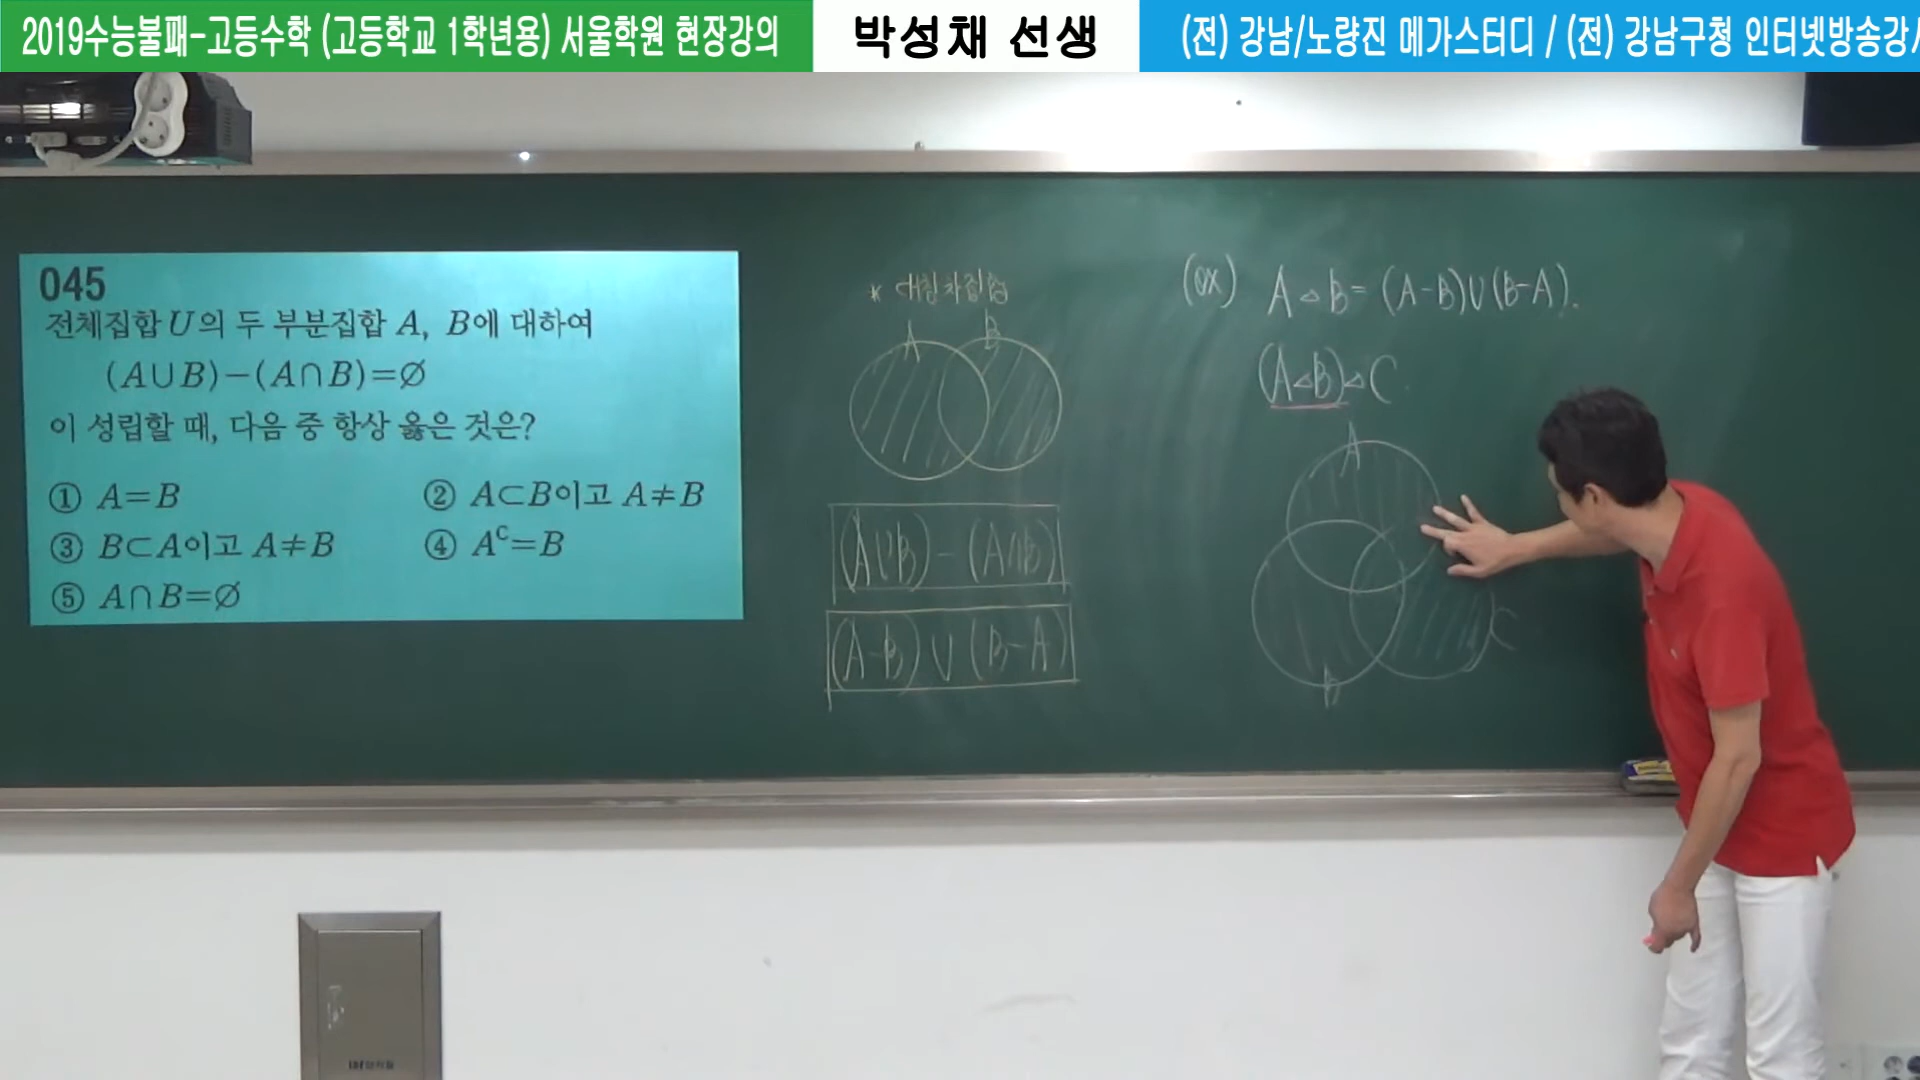 2019수능불패-고등수학 (고등학교 1학년용) 서울학원 현장강의
박성채 선생
(전) 강남/노량진 메가스터디 / (전) 강남구청 인터넷방송강사
045
전체집합 U의 두 부분집합 A, B에 대하여
(A∪B)−(A∩B)=∅
이 성립할 때, 다음 중 항상 옳은 것은?
① A=B
② A⊂B이고 A≠B
③ B⊂A이고 A≠B
④ Aᶜ=B
⑤ A∩B=∅
* 대칭차집합
A B
(A∪B) − (A∩B)
(A−B) ∪ (B−A)
(ex) A△B= (A−B)∪(B−A).
(A△B)△C
A
C
B